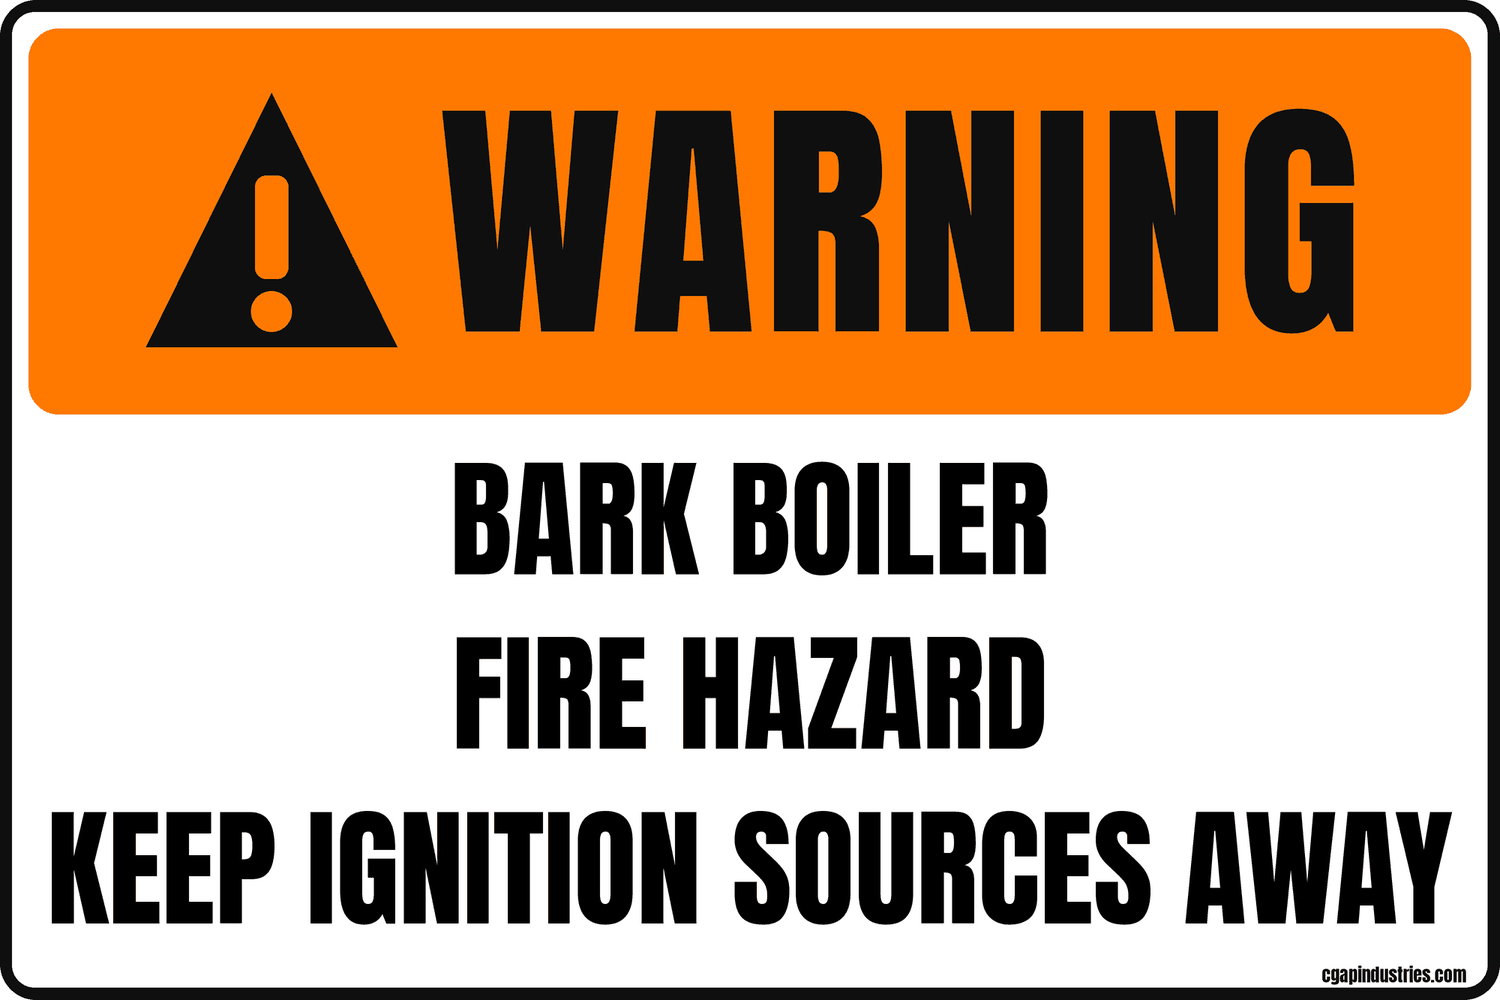 WARNING
BARK BOILER
FIRE HAZARD
KEEP IGNITION SOURCES AWAY
cgapindustries.com